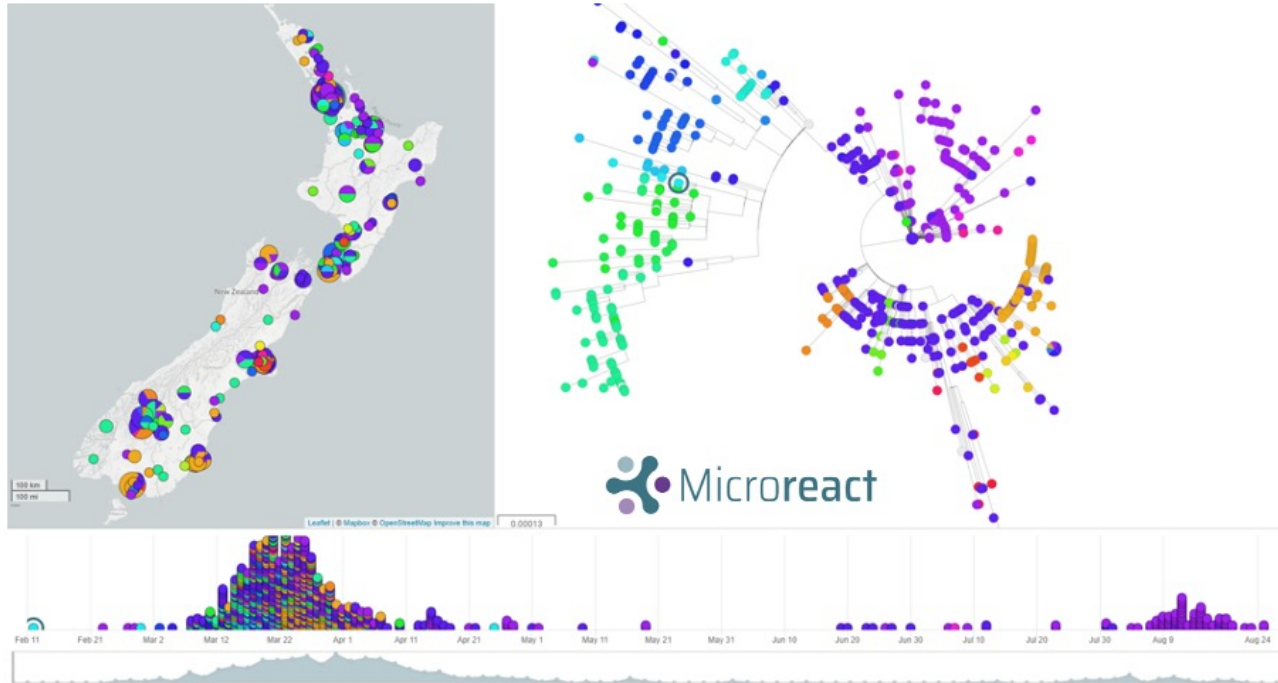 New Zealand
100 km
100 mi
Leaflet | © Mapbox © OpenStreetMap Improve this map
0.00013
Microreact
Feb 11 Feb 21 Mar 2 Mar 12 Mar 22 Apr 1 Apr 11 Apr 21 May 1 May 11 May 21 May 31 Jun 10 Jun 20 Jun 30 Jul 10 Jul 20 Jul 30 Aug 9 Aug 24